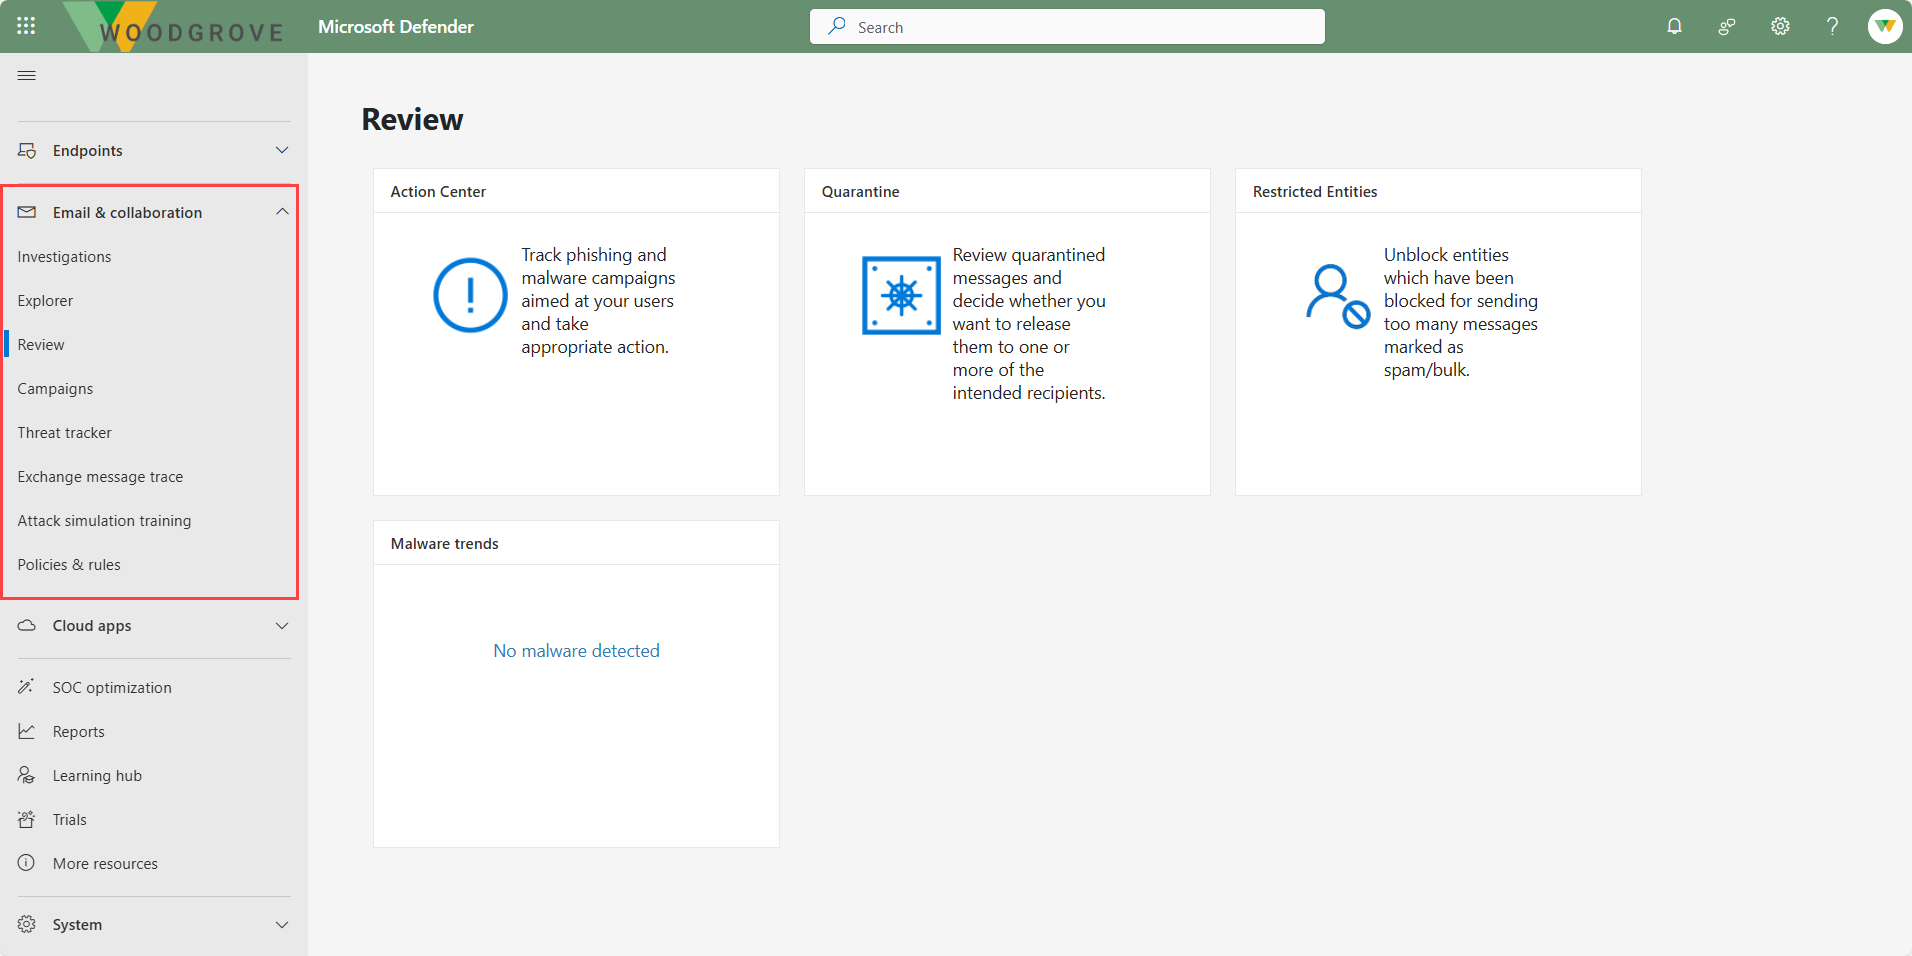 WOODGROVE
Microsoft Defender
Search
Endpoints
Email & collaboration
Investigations
Explorer
Review
Campaigns
Threat tracker
Exchange message trace
Attack simulation training
Policies & rules
Cloud apps
SOC optimization
Reports
Learning hub
Trials
More resources
System
Review
Action Center
Track phishing and
malware campaigns
aimed at your users
and take
appropriate action.
Quarantine
Review quarantined
messages and
decide whether you
want to release
them to one or
more of the
intended recipients.
Restricted Entities
Unblock entities
which have been
blocked for sending
too many messages
marked as
spam/bulk.
Malware trends
No malware detected